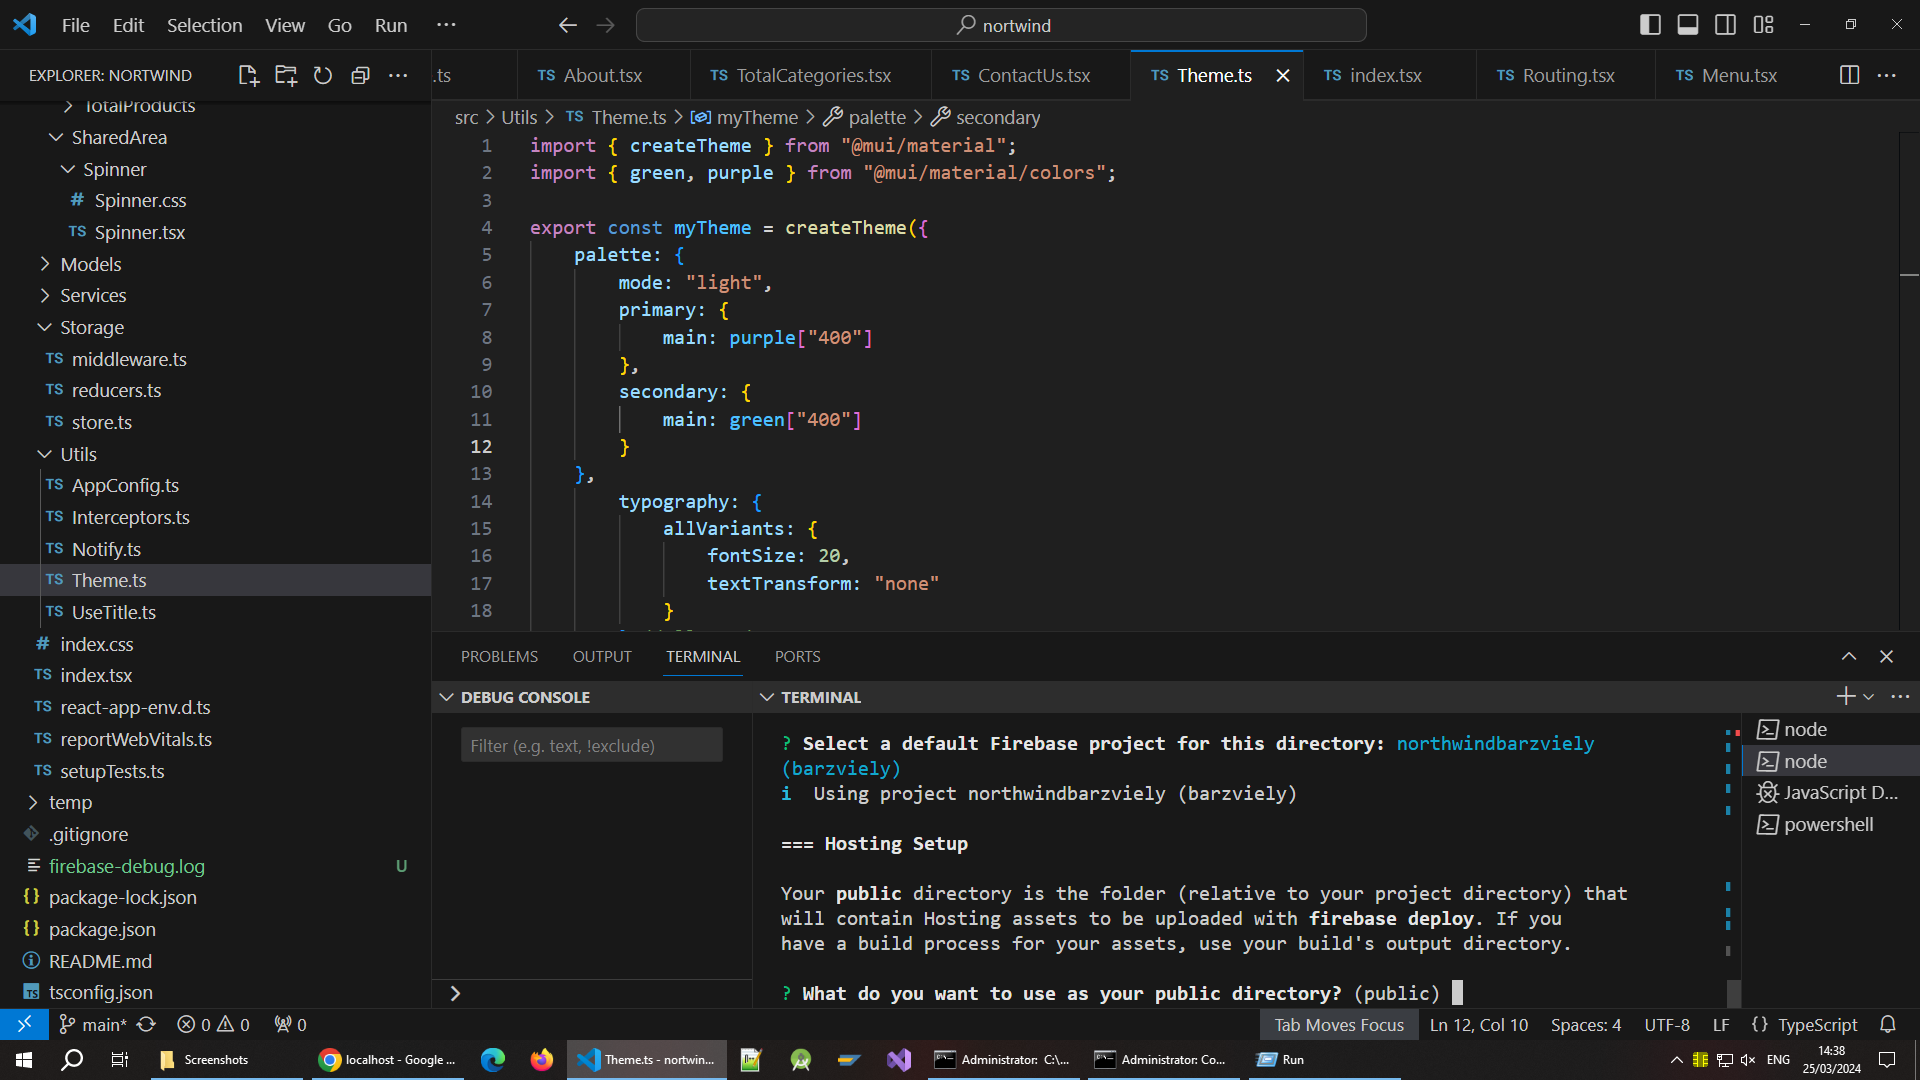 File Edit Selection View Go Run ···
nortwind
EXPLORER: NORTWIND
TotalProducts
SharedArea
Spinner
# Spinner.css
TS Spinner.tsx
Models
Services
Storage
TS middleware.ts
TS reducers.ts
TS store.ts
Utils
TS AppConfig.ts
TS Interceptors.ts
TS Notify.ts
TS Theme.ts
TS UseTitle.ts
# index.css
TS index.tsx
TS react-app-env.d.ts
TS reportWebVitals.ts
TS setupTests.ts
temp
.gitignore
firebase-debug.log U
{} package-lock.json
{} package.json
README.md
TS tsconfig.json
.ts TS About.tsx TS TotalCategories.tsx TS ContactUs.tsx TS Theme.ts TS index.tsx TS Routing.tsx TS Menu.tsx
src > Utils > TS Theme.ts > myTheme > palette > secondary
1 import { createTheme } from "@mui/material";
2 import { green, purple } from "@mui/material/colors";
3
4 export const myTheme = createTheme({
5 palette: {
6 mode: "light",
7 primary: {
8 main: purple["400"]
9 },
10 secondary: {
11 main: green["400"]
12 }
13 },
14 typography: {
15 allVariants: {
16 fontSize: 20,
17 textTransform: "none"
18 }
PROBLEMS OUTPUT TERMINAL PORTS
DEBUG CONSOLE
Filter (e.g. text, !exclude)
TERMINAL
? Select a default Firebase project for this directory: northwindbarzviely
(barzviely)
i Using project northwindbarzviely (barzviely)
=== Hosting Setup
Your public directory is the folder (relative to your project directory) that
will contain Hosting assets to be uploaded with firebase deploy. If you
have a build process for your assets, use your build's output directory.
? What do you want to use as your public directory? (public)
node
node
JavaScript D...
powershell
main* 0 0 0
Tab Moves Focus Ln 12, Col 10 Spaces: 4 UTF-8 LF {} TypeScript
Screenshots
localhost - Google ...
Theme.ts - nortwin...
Administrator: C:\...
Administrator: Co...
Run
ENG
14:38
25/03/2024